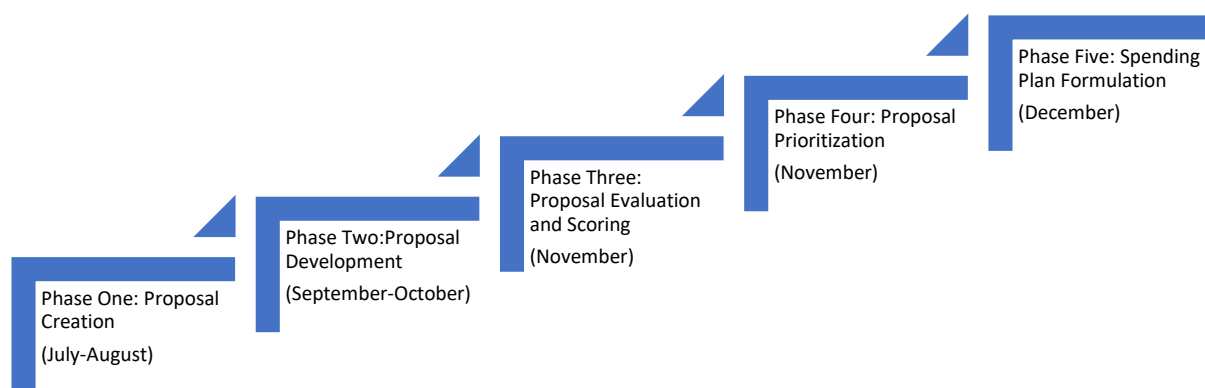 Phase One: Proposal
Creation
(July-August)
Phase Two:Proposal
Development
(September-October)
Phase Three:
Proposal Evaluation
and Scoring
(November)
Phase Four: Proposal
Prioritization
(November)
Phase Five: Spending
Plan Formulation
(December)